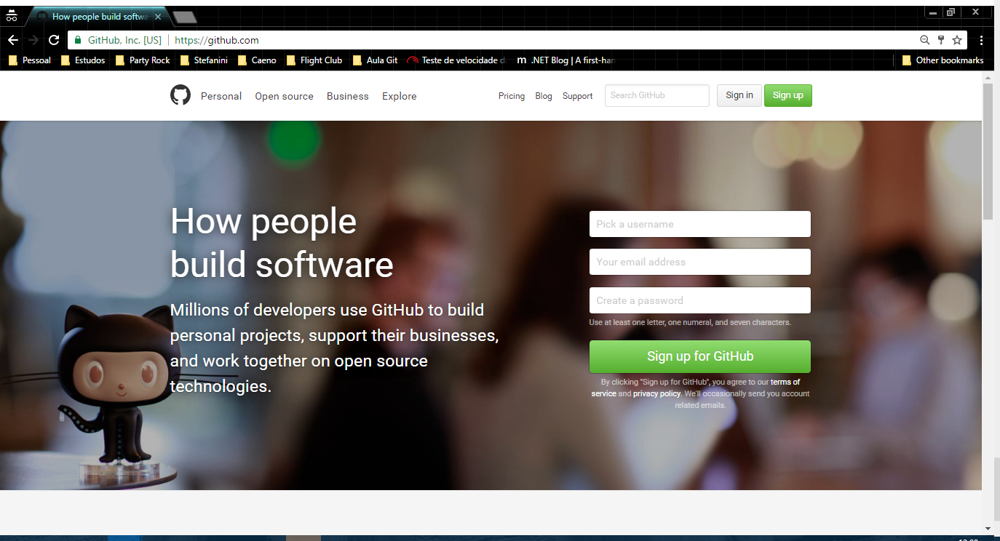 How people build softwa
GitHub, Inc. [US] https://github.com
Pessoal Estudos Party Rock Stefanini Caeno Flight Club Aula Git Teste de velocidade d m .NET Blog | A first-han Other bookmarks
Personal Open source Business Explore Pricing Blog Support Search GitHub Sign in Sign up
How people
build software
Millions of developers use GitHub to build
personal projects, support their businesses,
and work together on open source
technologies.
Pick a username
Your email address
Create a password
Use at least one letter, one numeral, and seven characters.
Sign up for GitHub
By clicking "Sign up for GitHub", you agree to our terms of
service and privacy policy. We'll occasionally send you account
related emails.